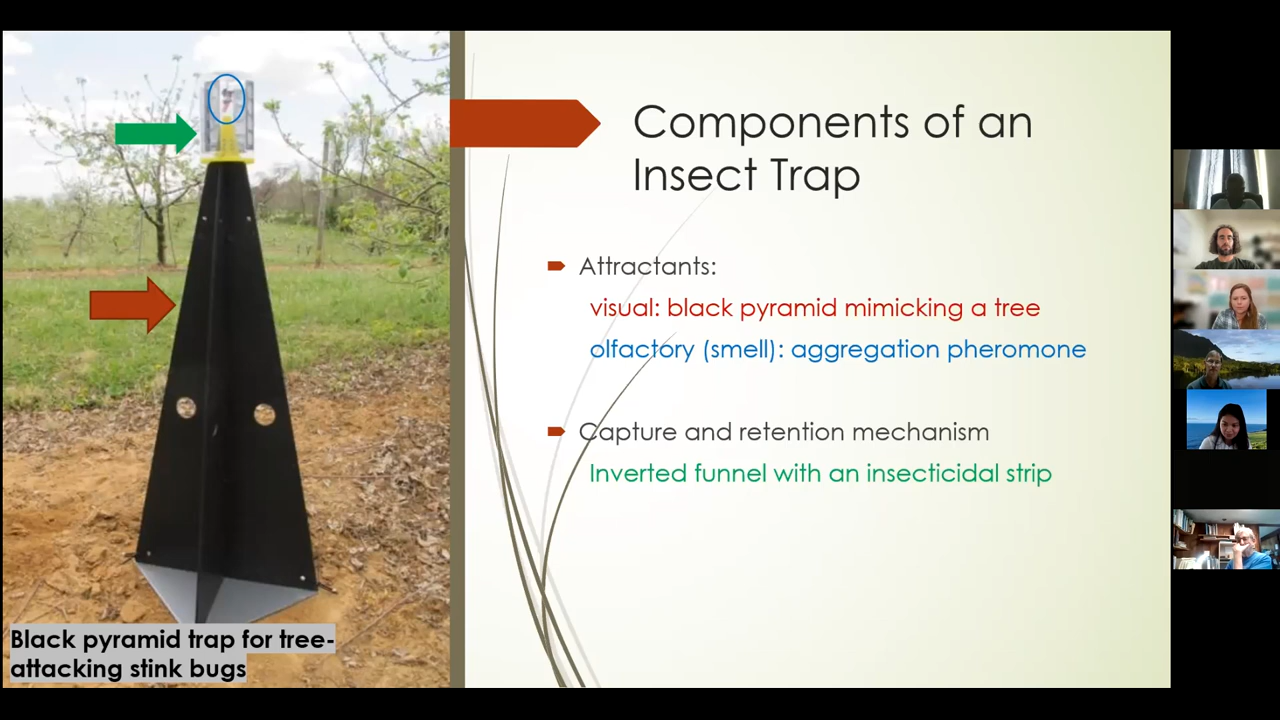 Components of an
Insect Trap
Attractants:
visual: black pyramid mimicking a tree
olfactory (smell): aggregation pheromone
Capture and retention mechanism
Inverted funnel with an insecticidal strip
Black pyramid trap for tree-
attacking stink bugs